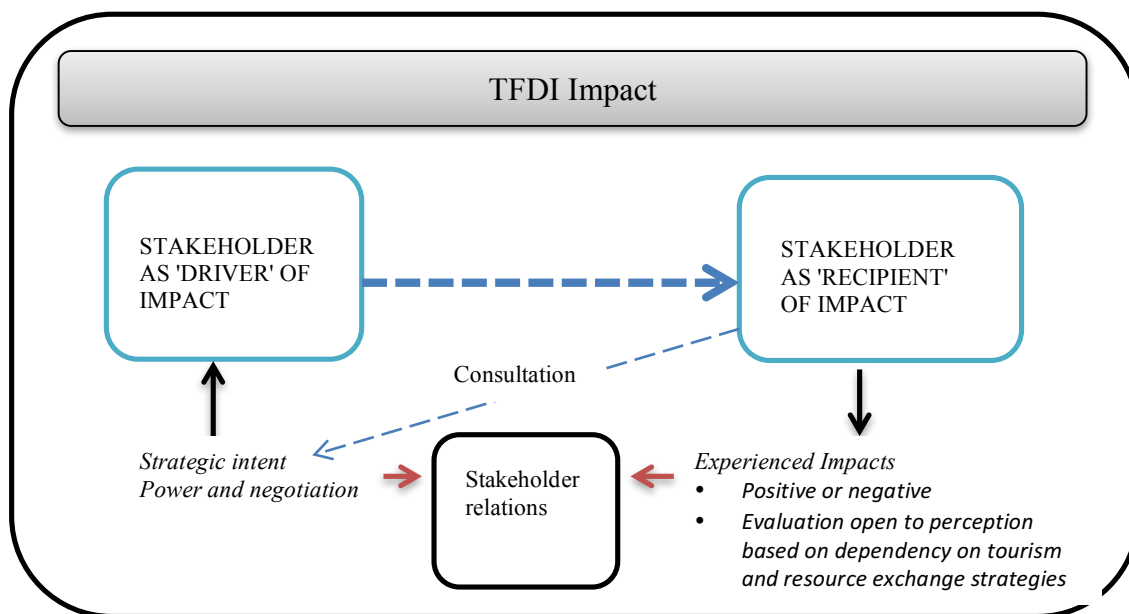 TFDI Impact
STAKEHOLDER
AS 'DRIVER' OF
IMPACT
STAKEHOLDER
AS 'RECIPIENT'
OF IMPACT
Consultation
Strategic intent
Power and negotiation
Stakeholder
relations
Experienced Impacts
• Positive or negative
• Evaluation open to perception
based on dependency on tourism
and resource exchange strategies